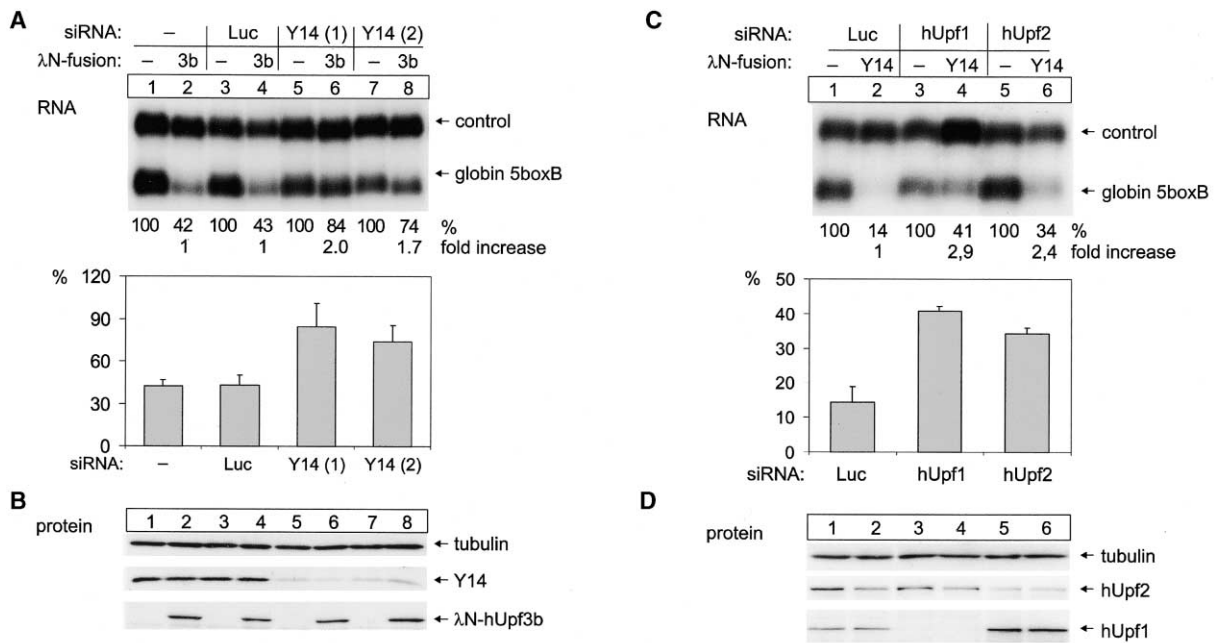 A
siRNA: – Luc Y14 (1) Y14 (2)
λN-fusion: – 3b – 3b – 3b – 3b
1 2 3 4 5 6 7 8
RNA
← control
← globin 5boxB
100 42 100 43 100 84 100 74 %
1 1 2.0 1.7 fold increase
%
120
90
60
30
0
siRNA: – Luc Y14 (1) Y14 (2)
B
protein
1 2 3 4 5 6 7 8
← tubulin
← Y14
← λN-hUpf3b
C
siRNA: Luc hUpf1 hUpf2
λN-fusion: – Y14 – Y14 – Y14
1 2 3 4 5 6
RNA
← control
← globin 5boxB
100 14 100 41 100 34 %
1 2,9 2,4 fold increase
%
50
40
30
20
10
0
siRNA: Luc hUpf1 hUpf2
D
protein
1 2 3 4 5 6
← tubulin
← hUpf2
← hUpf1